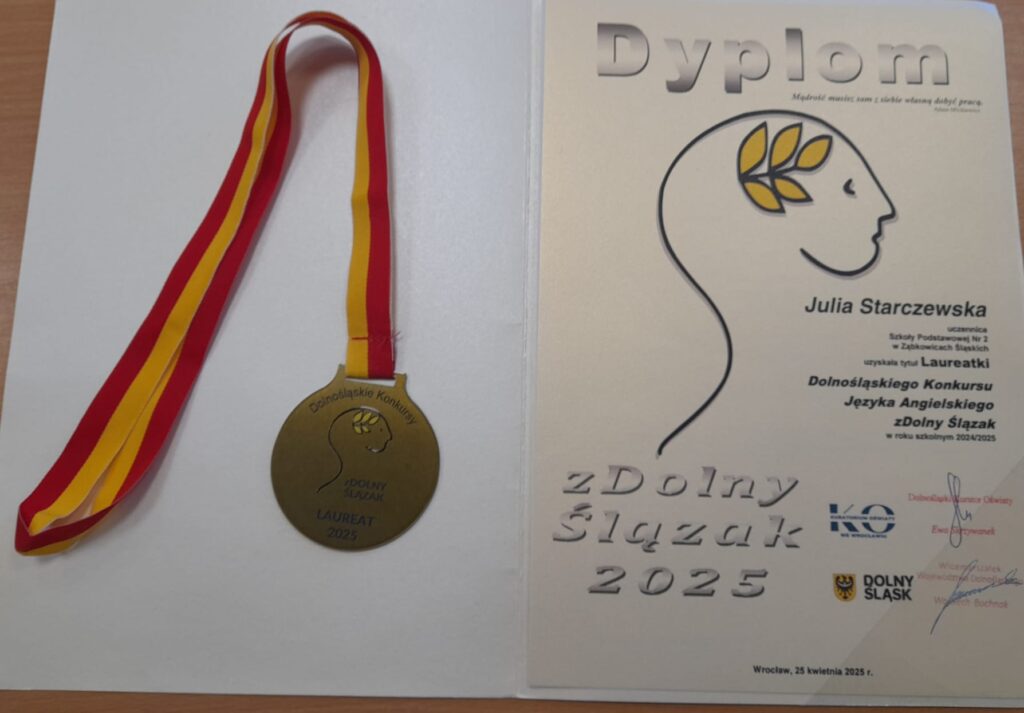 Dolnośląskie Konkursy
zDOLNY
ŚLĄZAK
LAUREAT
2025
Dyplom
Mądrość musisz sam z siebie własną dobyć pracą.
Adam Mickiewicz
Julia Starczewska
uczennica
Szkoły Podstawowej Nr 2
w Ząbkowicach Śląskich
uzyskała tytuł Laureatki
Dolnośląskiego Konkursu
Języka Angielskiego
zDolny Ślązak
w roku szkolnym 2024/2025
zDolny
Ślązak
2025
KO
KURATORIUM OŚWIATY
WE WROCŁAWIU
Dolnośląski Kurator Oświaty
Ewa Skrzywanek
DOLNY
ŚLĄSK
Wicemarszałek
Województwa
Wojciech Bochnak
Wrocław, 25 kwietnia 2025 r.